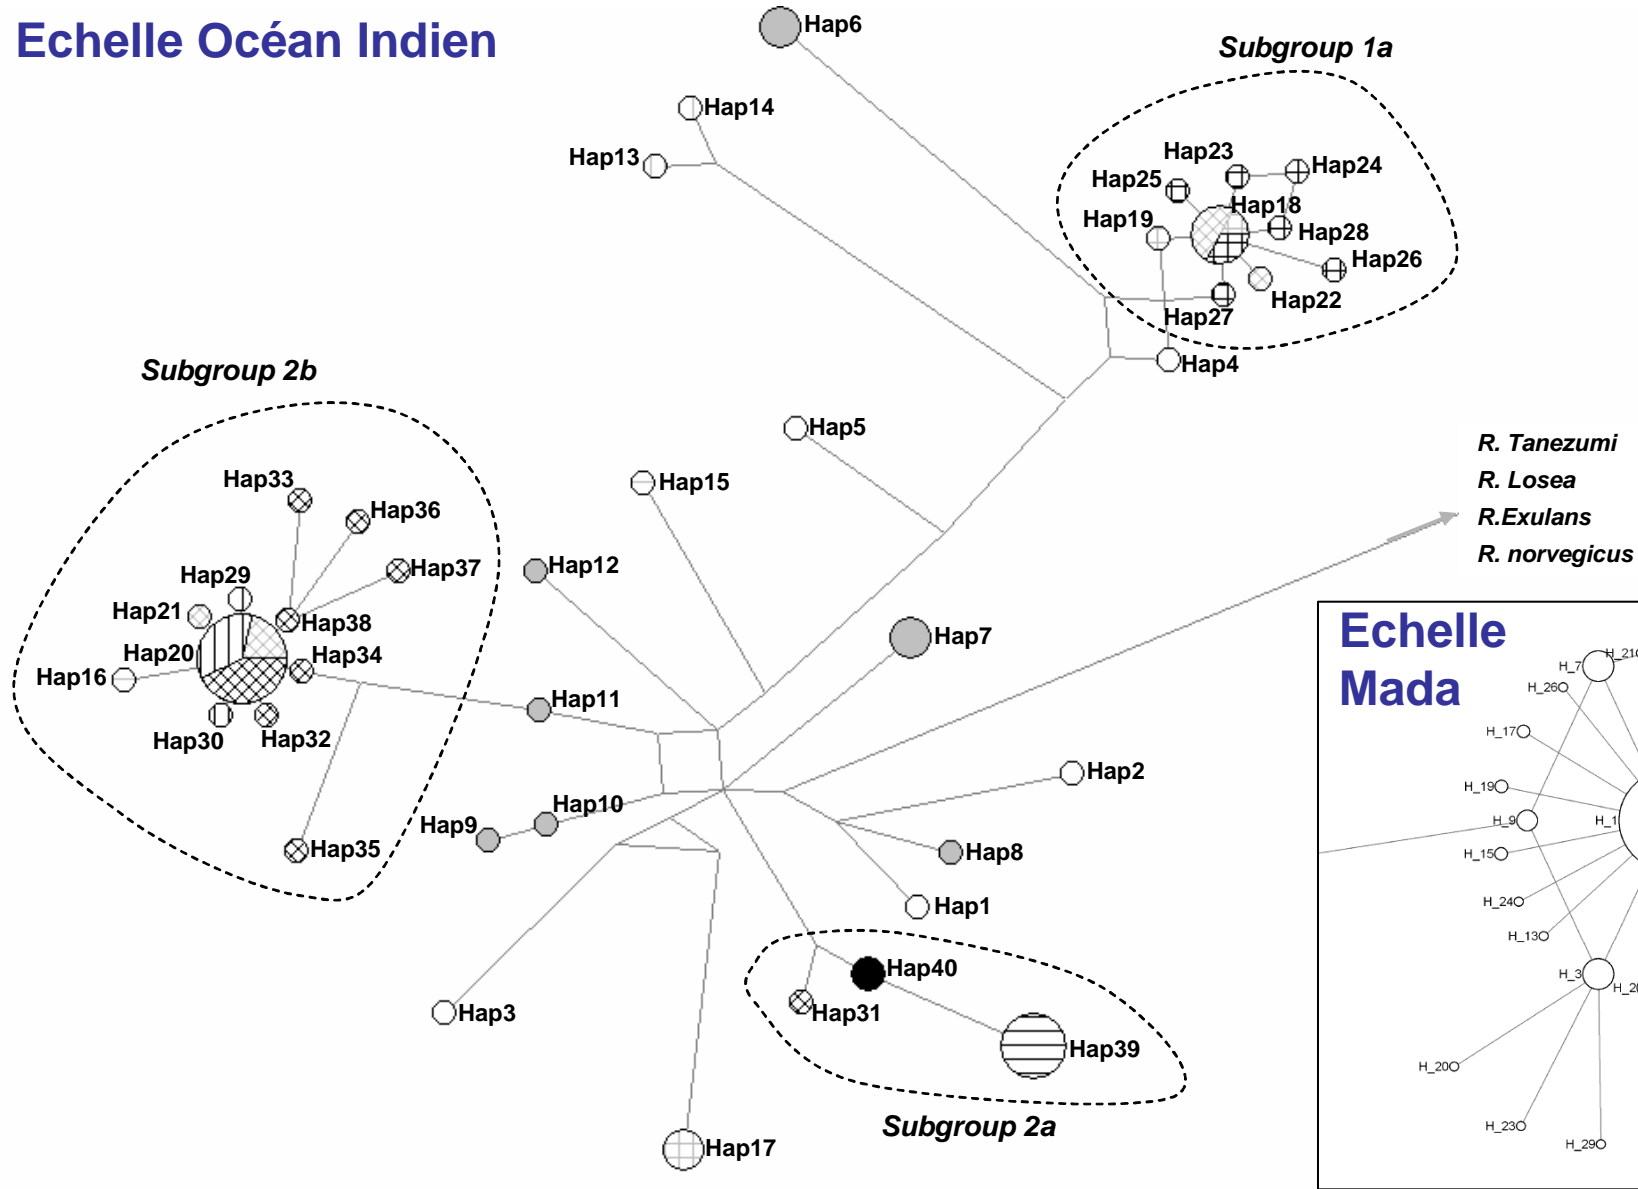 Echelle Océan Indien
Hap6
Subgroup 1a
Hap14
Hap13
Hap23
Hap24
Hap25
Hap18
Hap19
Hap28
Hap26
Hap22
Hap27
Hap4
Subgroup 2b
Hap5
R. Tanezumi
R. Losea
R.Exulans
R. norvegicus
Hap33
Hap15
Hap36
Hap12
Hap37
Hap29
Hap21
Hap38
Hap20
Hap34
Hap16
Hap7
Hap11
Hap30
Hap32
Hap2
Hap10
Hap9
Hap35
Hap8
Hap1
Hap40
Hap3
Hap31
Hap39
Subgroup 2a
Hap17
Echelle
Mada
H_7
H_26
H_17
H_19
H_9
H_1
H_15
H_24
H_13
H_3
H_20
H_23
H_29